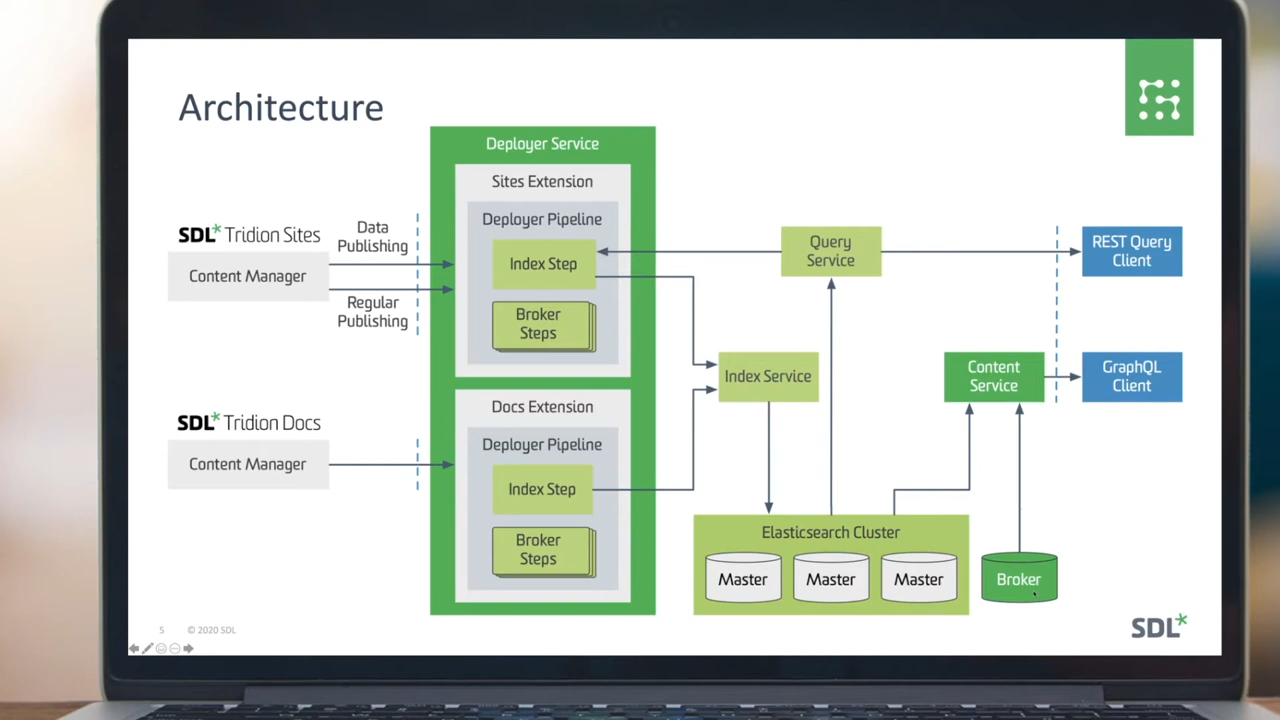 Architecture
Deployer Service
Sites Extension
Deployer Pipeline
Index Step
Broker
Steps
SDL* Tridion Sites
Content Manager
Data
Publishing
Regular
Publishing
Docs Extension
Deployer Pipeline
Index Step
Broker
Steps
SDL* Tridion Docs
Content Manager
Query
Service
REST Query
Client
Index Service
Content
Service
GraphQL
Client
Elasticsearch Cluster
Master
Master
Master
Broker
5 © 2020 SDL
SDL*